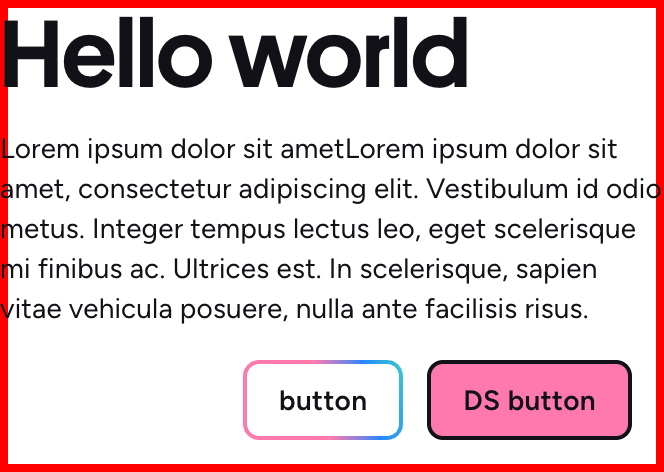 Hello world
Lorem ipsum dolor sit ametLorem ipsum dolor sit
amet, consectetur adipiscing elit. Vestibulum id odio
metus. Integer tempus lectus leo, eget scelerisque
mi finibus ac. Ultrices est. In scelerisque, sapien
vitae vehicula posuere, nulla ante facilisis risus.
button
DS button